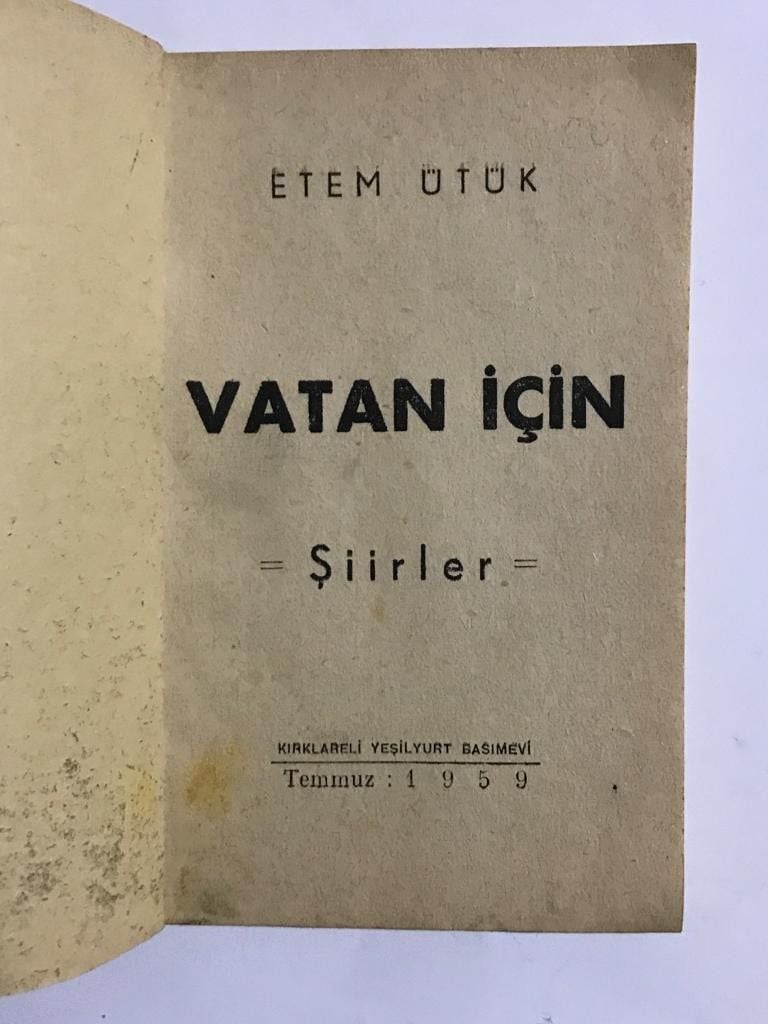 ETEM ÜTÜK
VATAN İÇİN
= Şiirler =
KIRKLARELİ YEŞİLYURT BASIMEVİ
Temmuz : 1 9 5 9